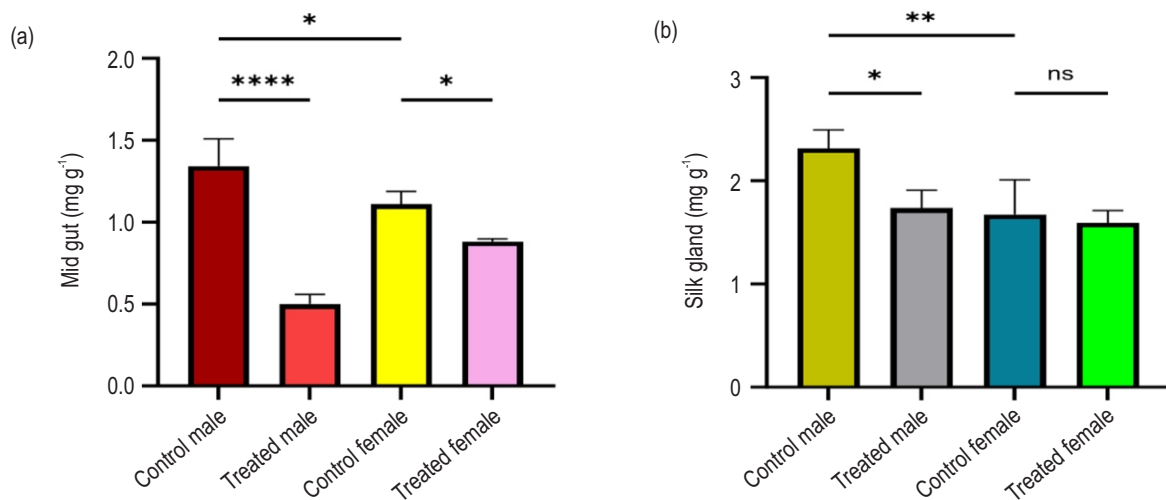 (a)
*
****
*
2.0
1.5
1.0
0.5
0.0
Mid gut (mg g⁻¹)
Control male
Treated male
Control female
Treated female
(b)
**
*
ns
3
2
1
0
Silk gland (mg g⁻¹)
Control male
Treated male
Control female
Treated female